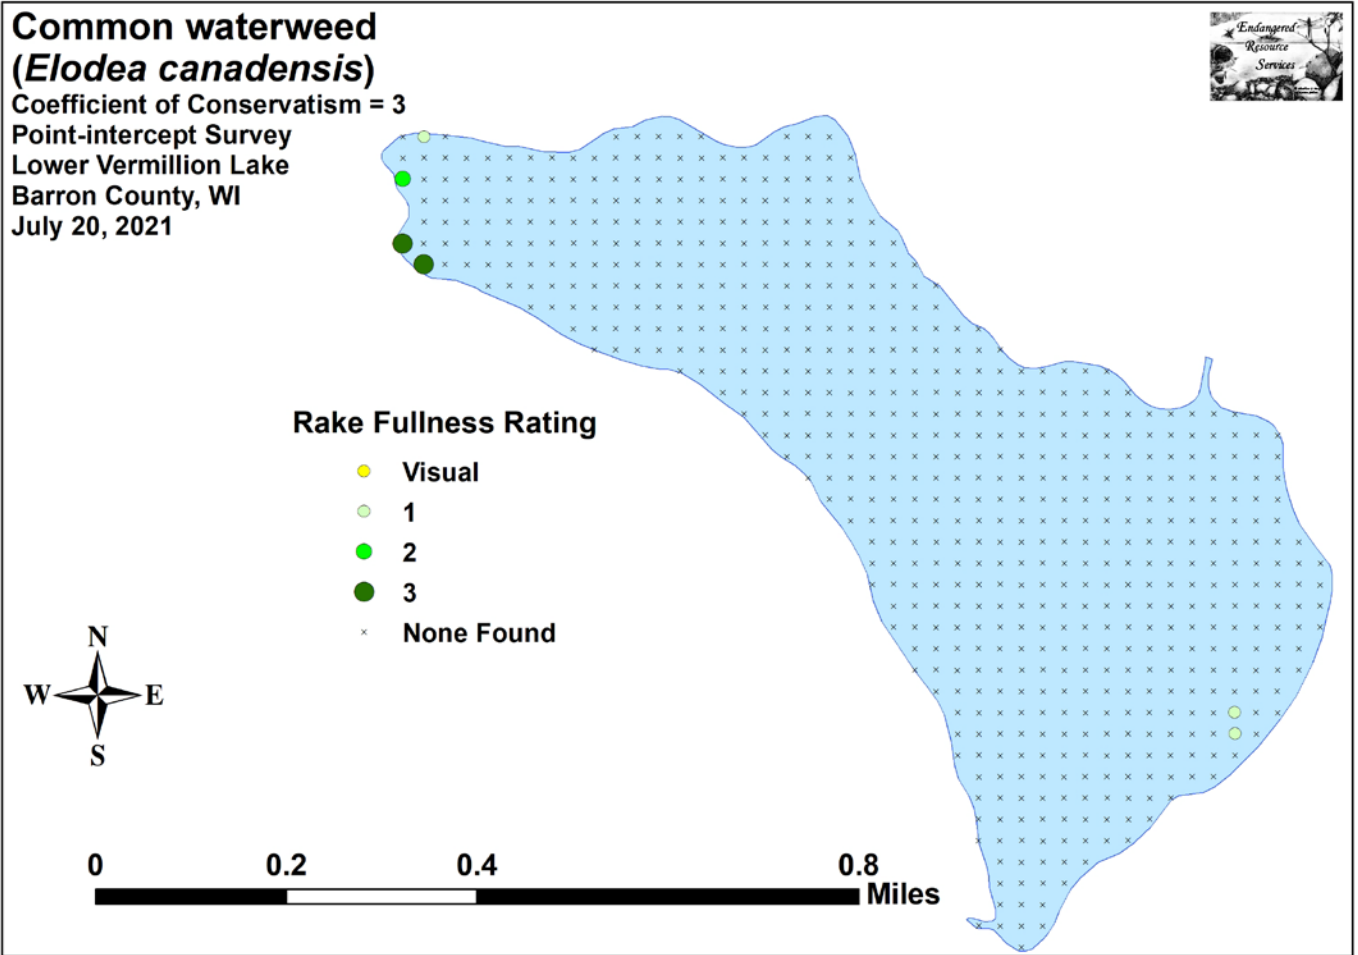 Common waterweed
(Elodea canadensis)
Coefficient of Conservatism = 3
Point-intercept Survey
Lower Vermillion Lake
Barron County, WI
July 20, 2021
Endangered
Resource
Services
Rake Fullness Rating
Visual
1
2
3
None Found
N
W E
S
0 0.2 0.4 0.8
Miles